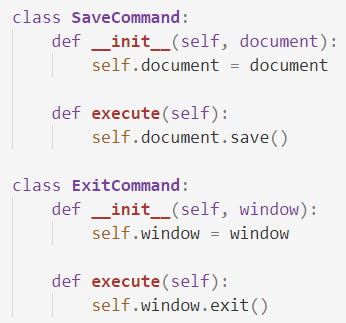 class SaveCommand:
    def __init__(self, document):
        self.document = document

    def execute(self):
        self.document.save()

class ExitCommand:
    def __init__(self, window):
        self.window = window

    def execute(self):
        self.window.exit()